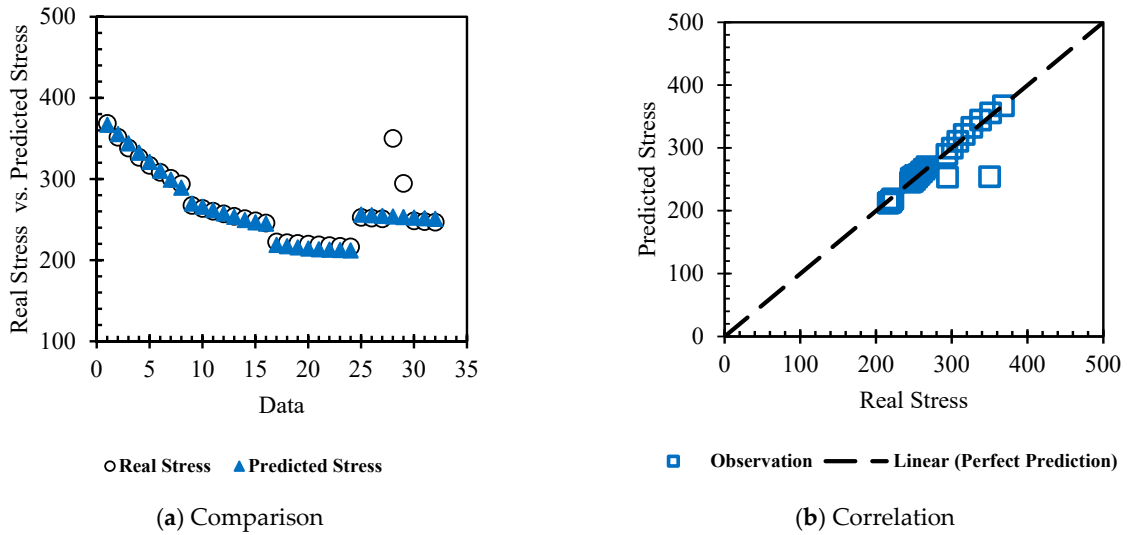 Real Stress vs. Predicted Stress
500
400
300
200
100
0 5 10 15 20 25 30 35
Data
Real Stress Predicted Stress
(a) Comparison
Predicted Stress
500
400
300
200
100
0
0 100 200 300 400 500
Real Stress
Observation Linear (Perfect Prediction)
(b) Correlation